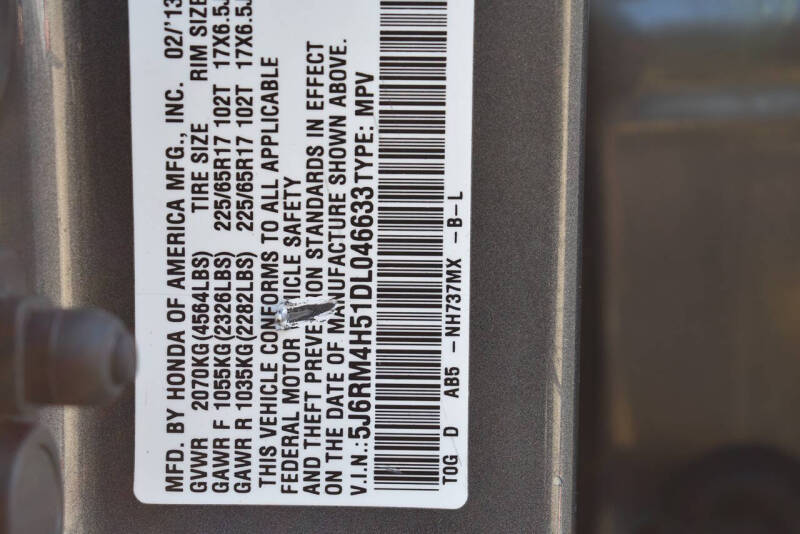 MFD. BY HONDA OF AMERICA MFG., INC. 02/'13
GVWR 2070KG(4564LBS) TIRE SIZE RIM SIZE
GAWR F 1055KG(2326LBS) 225/65R17 102T 17X6.5J
GAWR R 1035KG(2282LBS) 225/65R17 102T 17X6.5J
THIS VEHICLE CONFORMS TO ALL APPLICABLE
FEDERAL MOTOR VEHICLE SAFETY
AND THEFT PREVENTION STANDARDS IN EFFECT
ON THE DATE OF MANUFACTURE SHOWN ABOVE.
V.I.N.:5J6RM4H51DL046633 TYPE: MPV
T0G D AB5 -NH737MX -B-L